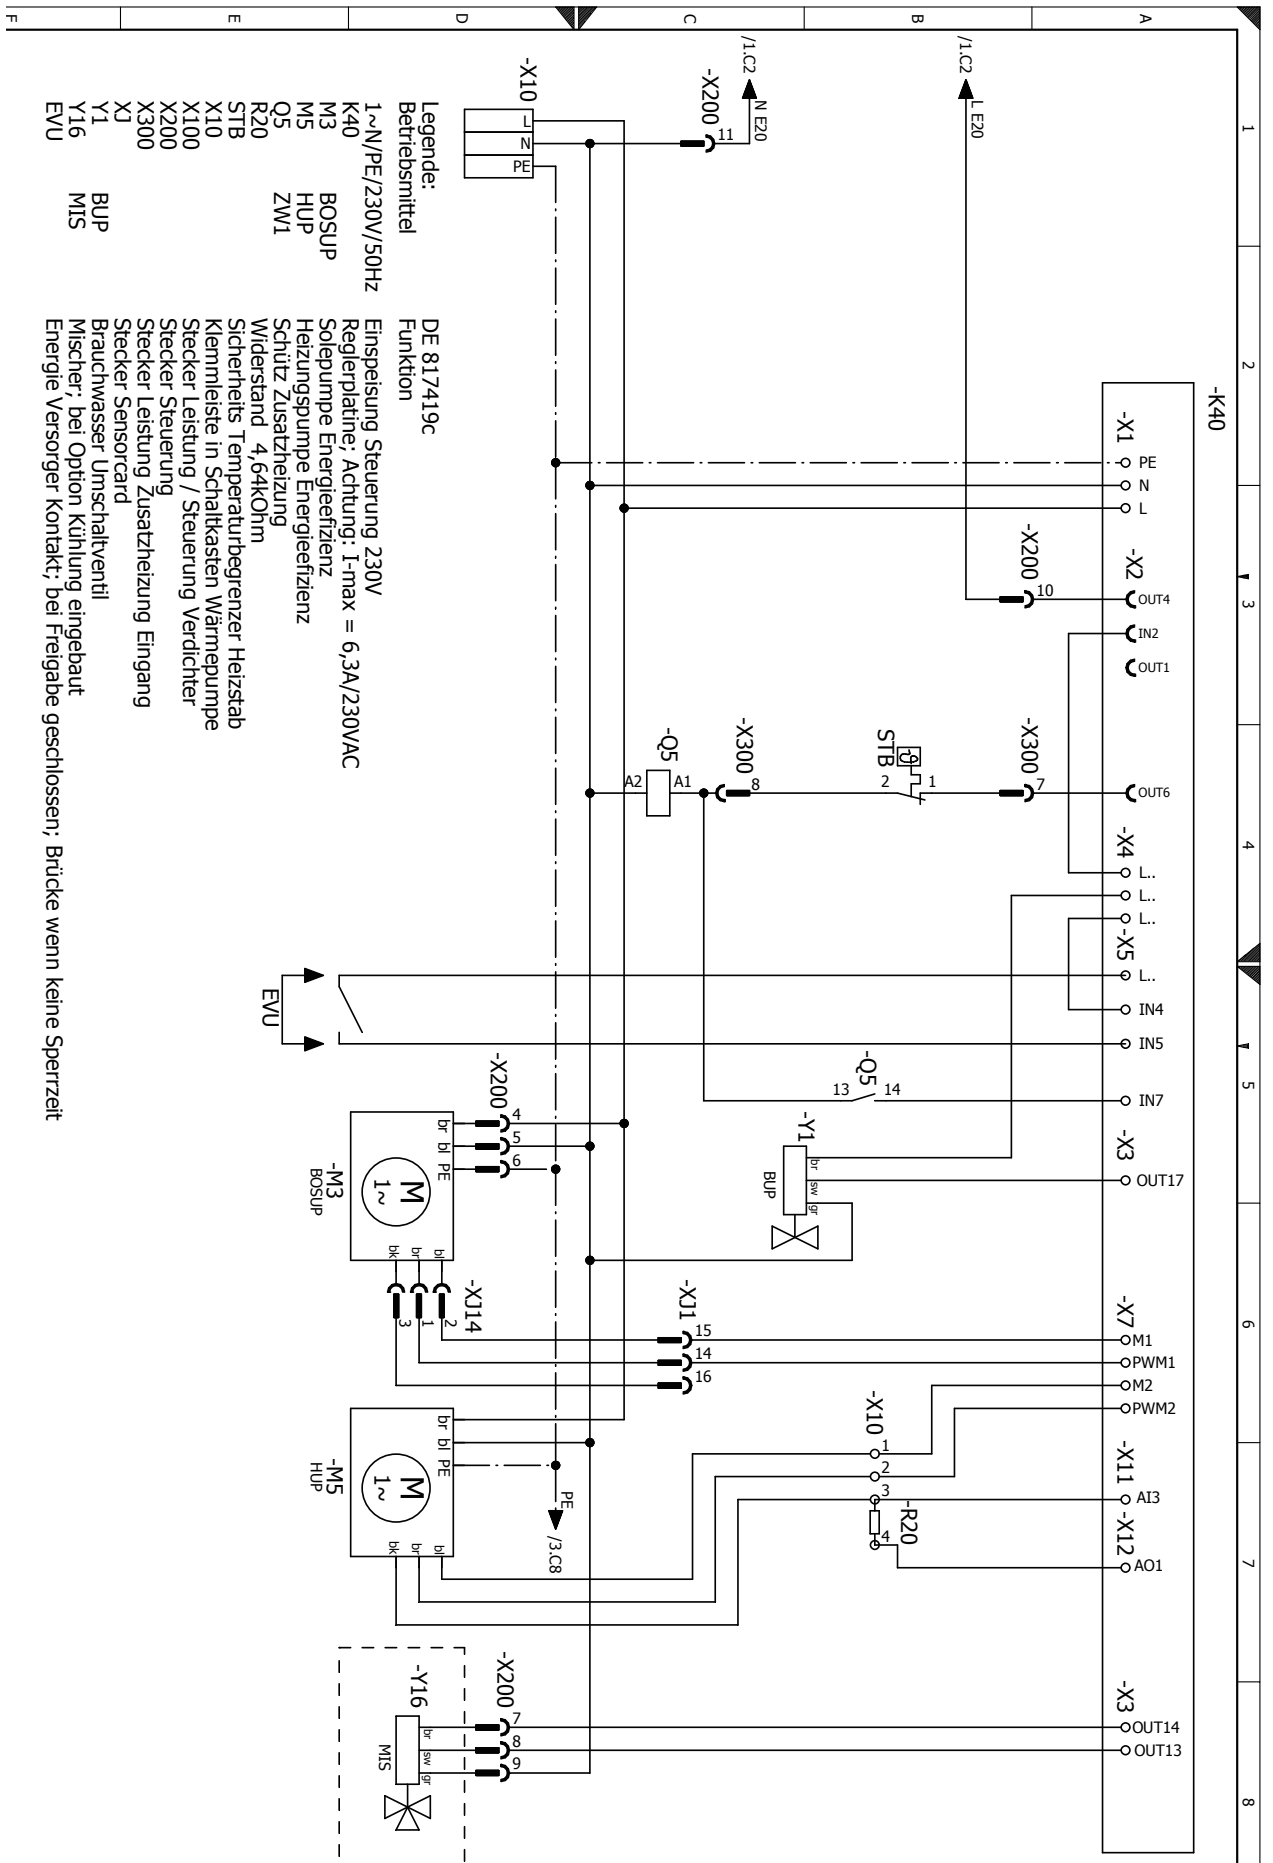 1
2
3
4
5
6
7
8
A
B
C
D
E
F
-K40
-X1
PE
N
L
-X2
OUT4
IN2
OUT1
OUT6
-X4
L..
L..
L..
-X5
L..
IN4
IN5
IN7
-X3
OUT17
-X7
M1
PWM1
M2
PWM2
-X11
AI3
-X12
AO1
-X3
OUT14
OUT13
/1.C2
L E20
-X200
10
-X300
7
STB
ϑ
1
2
-Q5
14
13
-X10
1
2
3
4
-R20
/1.C2
N E20
-X200
11
-X300
8
-Q5
A1
A2
-Y1
br
sw
gr
BUP
-XJ1
15
14
16
-X10
L
N
PE
PE
/3.C8
EVU
-X200
4
5
6
br
bl
PE
M
1~
-M3
BOSUP
bl
br
bk
-XJ14
2
1
3
br
bl
PE
M
1~
-M5
HUP
bl
br
bk
-X200
7
8
9
-Y16
br
sw
gr
MIS
Legende: DE 817419c
Betriebsmittel Funktion
1~N/PE/230V/50Hz Einspeisung Steuerung 230V
K40 Reglerplatine; Achtung: I-max = 6,3A/230VAC
M3 BOSUP Solepumpe Energieefizienz
M5 HUP Heizungspumpe Energieefizienz
Q5 ZW1 Schütz Zusatzheizung
R20 Widerstand 4,64kOhm
STB Sicherheits Temperaturbegrenzer Heizstab
X10 Klemmleiste in Schaltkasten Wärmepumpe
X100 Stecker Leistung / Steuerung Verdichter
X200 Stecker Steuerung
X300 Stecker Leistung Zusatzheizung Eingang
XJ Stecker Sensorcard
Y1 BUP Brauchwasser Umschaltventil
Y16 MIS Mischer; bei Option Kühlung eingebaut
EVU Energie Versorger Kontakt; bei Freigabe geschlossen; Brücke wenn keine Sperrzeit